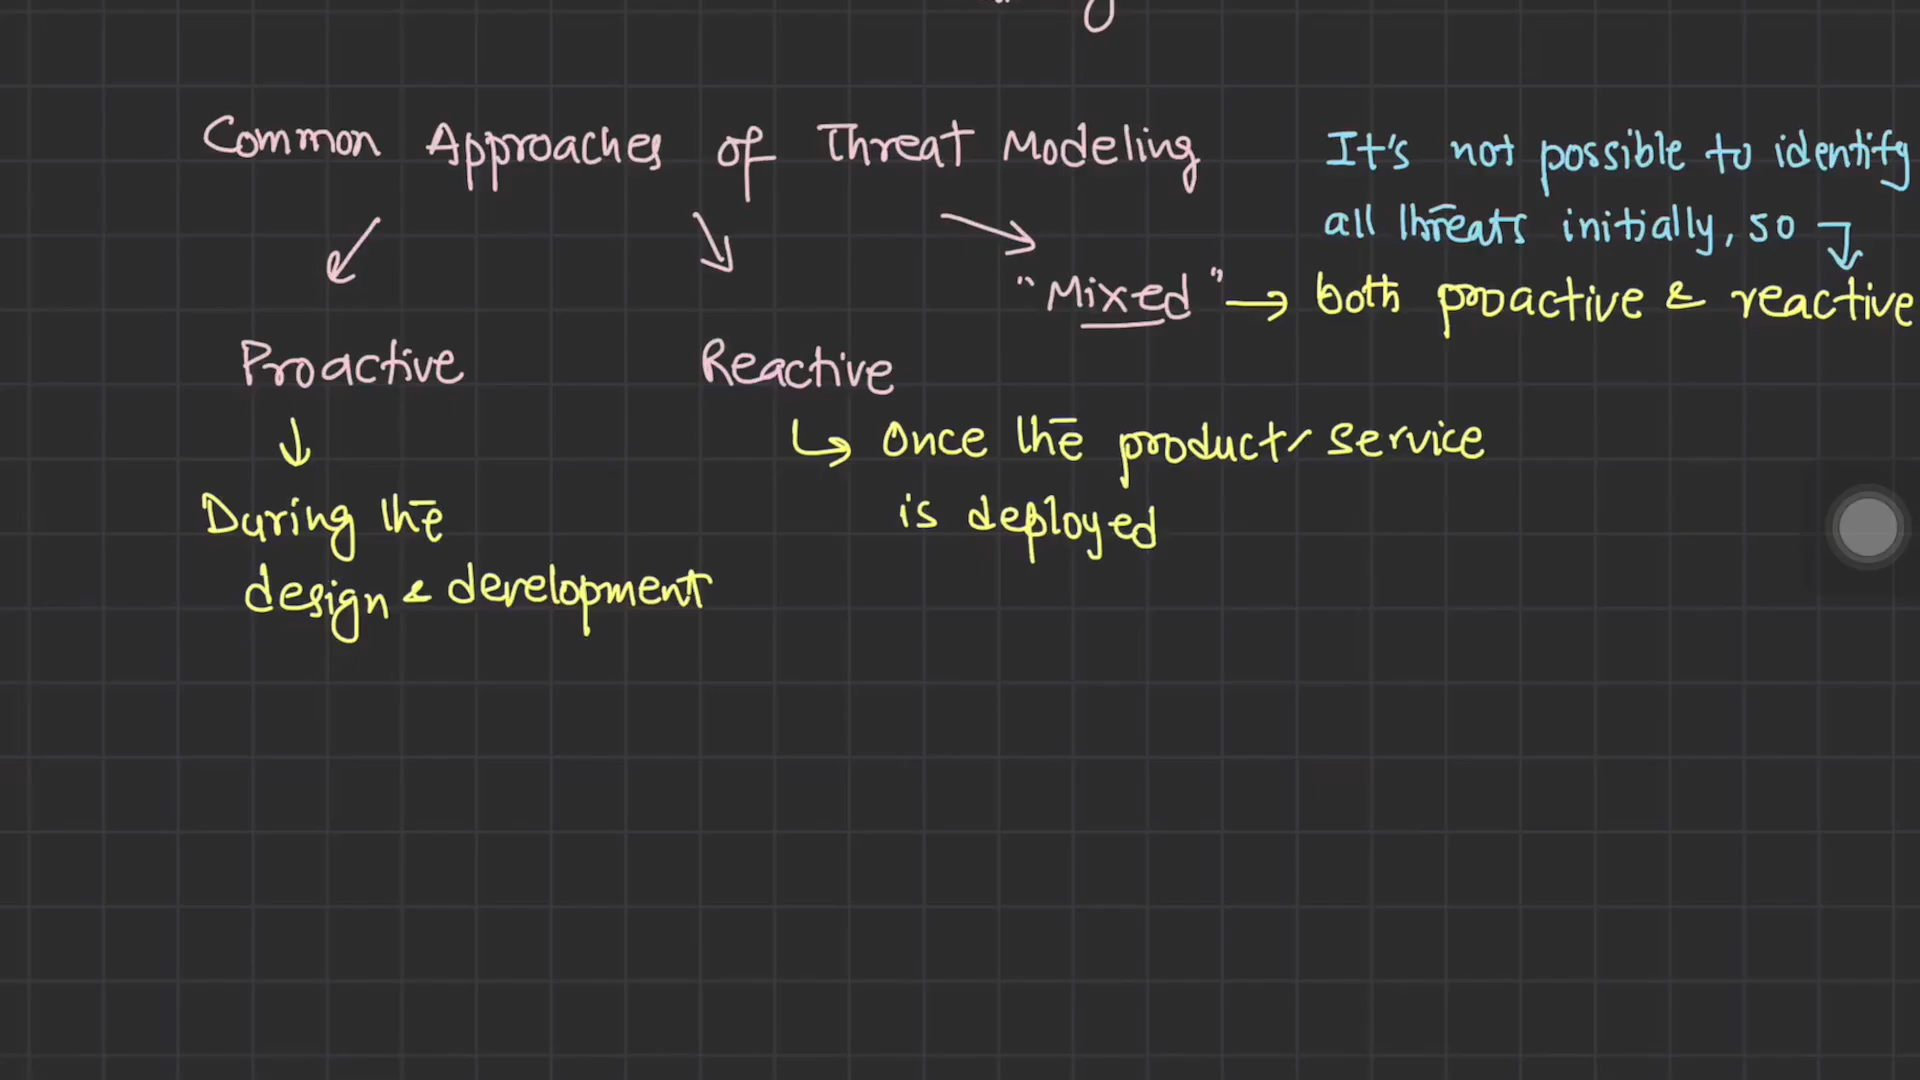 Common Approaches of Threat Modeling
It's not possible to identify
all threats initially, so
"Mixed" → both proactive & reactive
Proactive
Reactive
Once the product/service
is deployed
During the
design & development